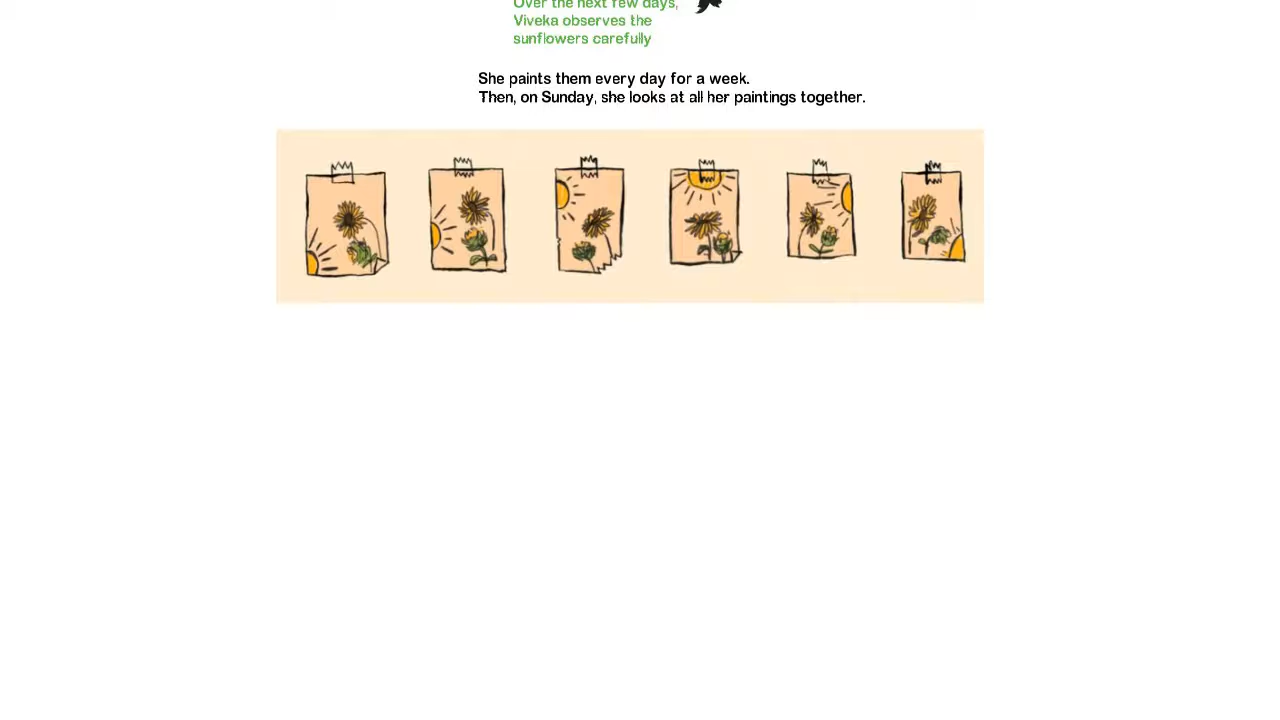 Over the next few days,
Viveka observes the
sunflowers carefully
She paints them every day for a week.
Then, on Sunday, she looks at all her paintings together.